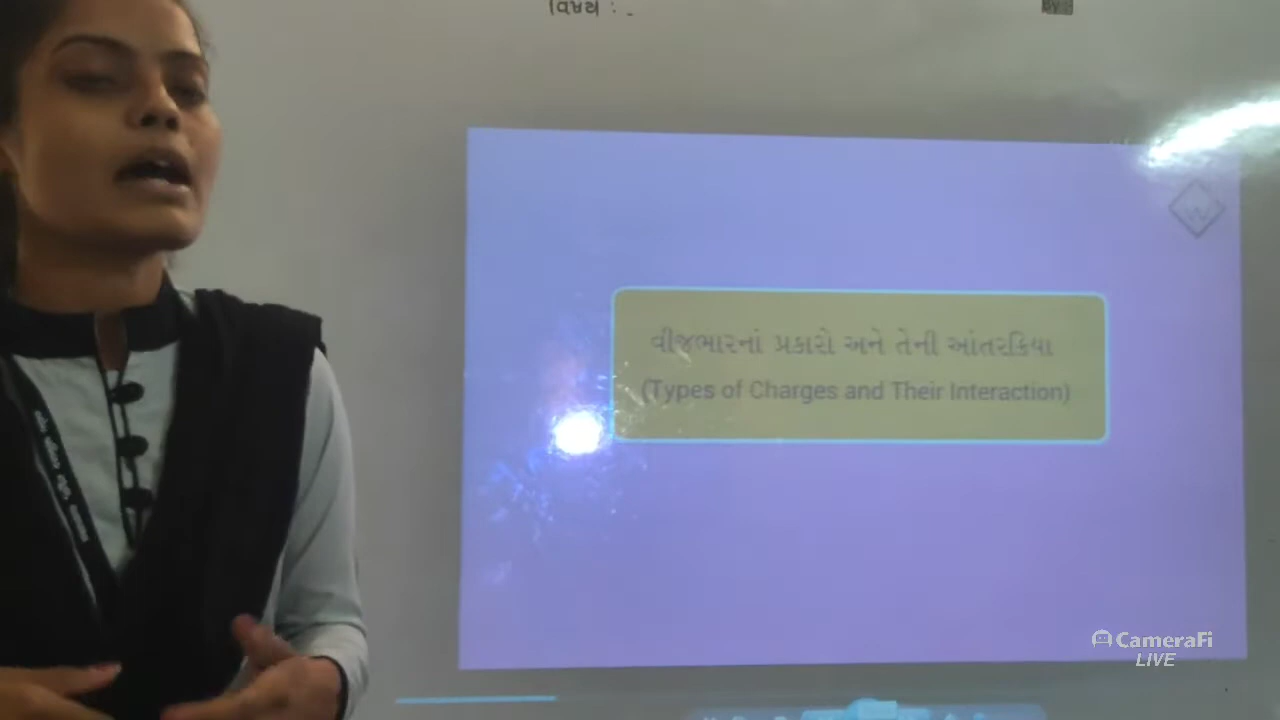 વિષય : -
વીજભારનાં પ્રકારો અને તેની આંતરક્રિયા
(Types of Charges and Their Interaction)
CameraFi
LIVE